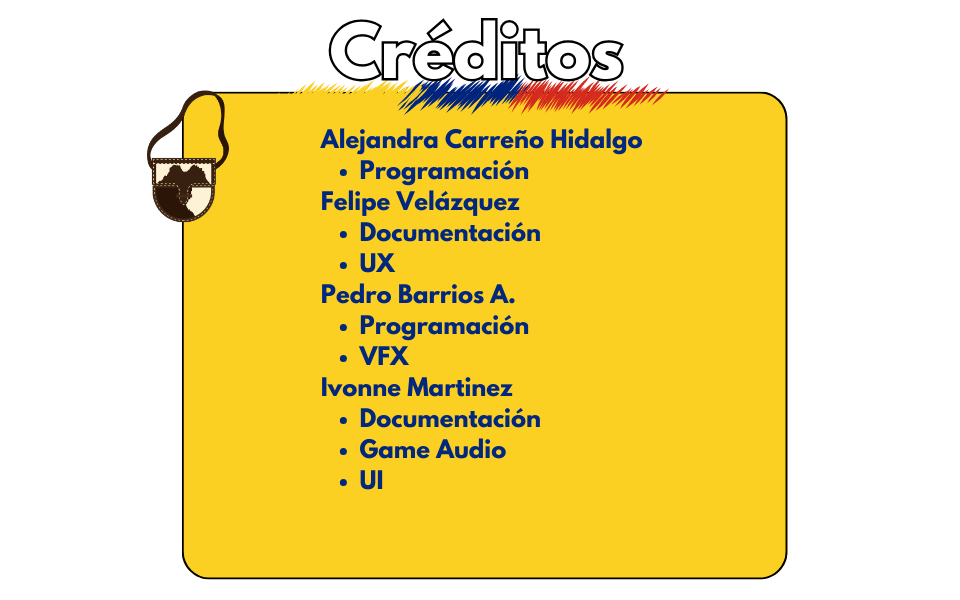 Créditos
Alejandra Carreño Hidalgo
• Programación
Felipe Velázquez
• Documentación
• UX
Pedro Barrios A.
• Programación
• VFX
Ivonne Martinez
• Documentación
• Game Audio
• UI